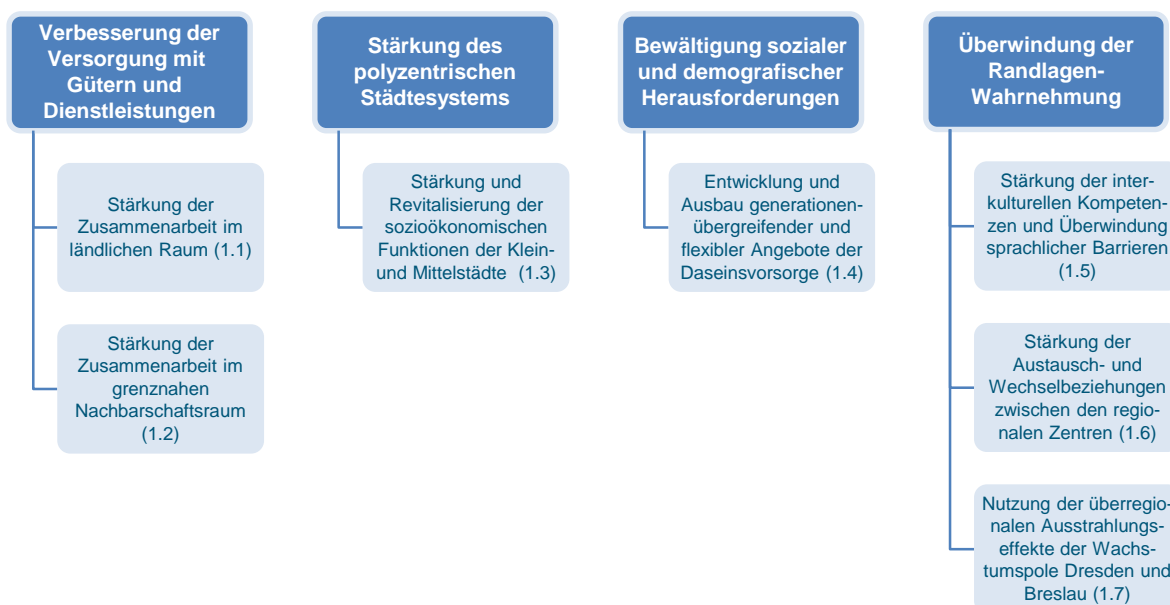 Verbesserung der
Versorgung mit
Gütern und
Dienstleistungen
Stärkung der
Zusammenarbeit im
ländlichen Raum (1.1)
Stärkung der
Zusammenarbeit im
grenznahen
Nachbarschaftsraum
(1.2)
Stärkung des
polyzentrischen
Städtesystems
Stärkung und
Revitalisierung der
sozioökonomischen
Funktionen der Klein-
und Mittelstädte (1.3)
Bewältigung sozialer
und demografischer
Herausforderungen
Entwicklung und
Ausbau generationen-
übergreifender und
flexibler Angebote der
Daseinsvorsorge (1.4)
Überwindung der
Randlagen-
Wahrnehmung
Stärkung der inter-
kulturellen Kompeten-
zen und Überwindung
sprachlicher Barrieren
(1.5)
Stärkung der
Austausch- und
Wechselbeziehungen
zwischen den regio-
nalen Zentren (1.6)
Nutzung der überregio-
nalen Ausstrahlungs-
effekte der Wachs-
tumspole Dresden und
Breslau (1.7)